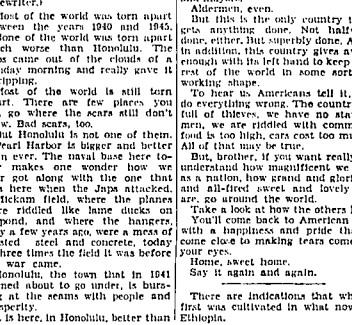 ewriter.)
Most of the world was torn apart
ween the years 1940 and 1945.
None of the world was torn apart
ch worse than Honolulu. The
s came out of the clouds of a
day morning and really gave it
ripping.
Most of the world is still torn
rt. There are few places you
go where the scars still don't
w. Bad scars, too.
But Honolulu is not one of them.
Pearl Harbor is bigger and better
n ever. The naval base here to-
makes one wonder how we
r got along with the one that
s here when the Japs attacked.
Hickam field, where the planes
re riddled like lame ducks on
pond, and where the hangers,
y a few years ago, were a mess of
sted steel and concrete, today
three times the field it was before
war came.
Honolulu, the town that in 1941
ned about to go under, is burs-
g at the seams with people and
sperity.
is here, in Honolulu, better than
Aldermen, even.
But this is the only country t
gets anything done. Not half
done, either. But superbly done. A
in addition, this country gives a
enough with its left hand to keep
rest of the world in some sort
working shape.
To hear us Americans tell it,
do everything wrong. The countr
full of thieves, we have no stat
men, we are riddled with comm
food is too high, cars cost too mu
All of that may be true.
But, brother, if you want really
understand how magnificent we
as a nation, how grand and glori
and all-fired sweet and lovely
are, go around the world.
Take a look at how the others l
You'll come back to American
with a happiness and pride tha
come close to making tears come
your eyes.
Home, sweet home.
Say it again and again.
There are indications that wh
first was cultivated in what now
Ethiopia.